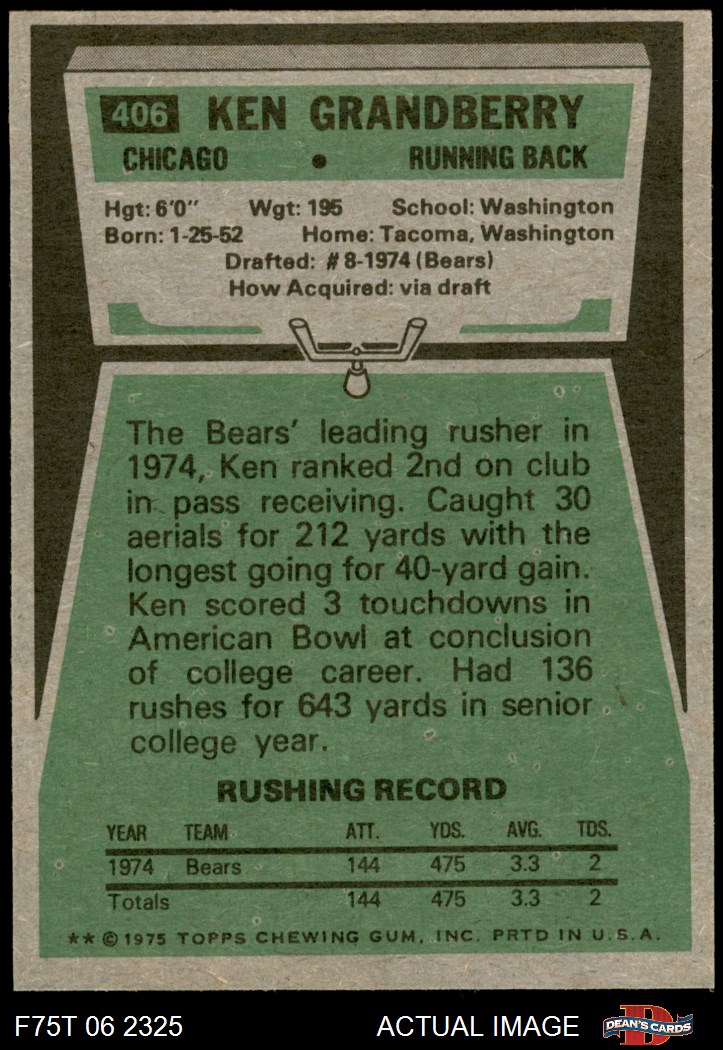 406 KEN GRANDBERRY
CHICAGO • RUNNING BACK
Hgt: 6'0" Wgt: 195 School: Washington
Born: 1-25-52 Home: Tacoma, Washington
Drafted: #8-1974 (Bears)
How Acquired: via draft
The Bears' leading rusher in
1974, Ken ranked 2nd on club
in pass receiving. Caught 30
aerials for 212 yards with the
longest going for 40-yard gain.
Ken scored 3 touchdowns in
American Bowl at conclusion
of college career. Had 136
rushes for 643 yards in senior
college year.
RUSHING RECORD
YEAR TEAM ATT. YDS. AVG. TDS.
1974 Bears 144 475 3.3 2
Totals 144 475 3.3 2
** © 1975 TOPPS CHEWING GUM, INC. PRTD IN U.S.A.
F75T 06 2325 ACTUAL IMAGE D DEAN'S CARDS